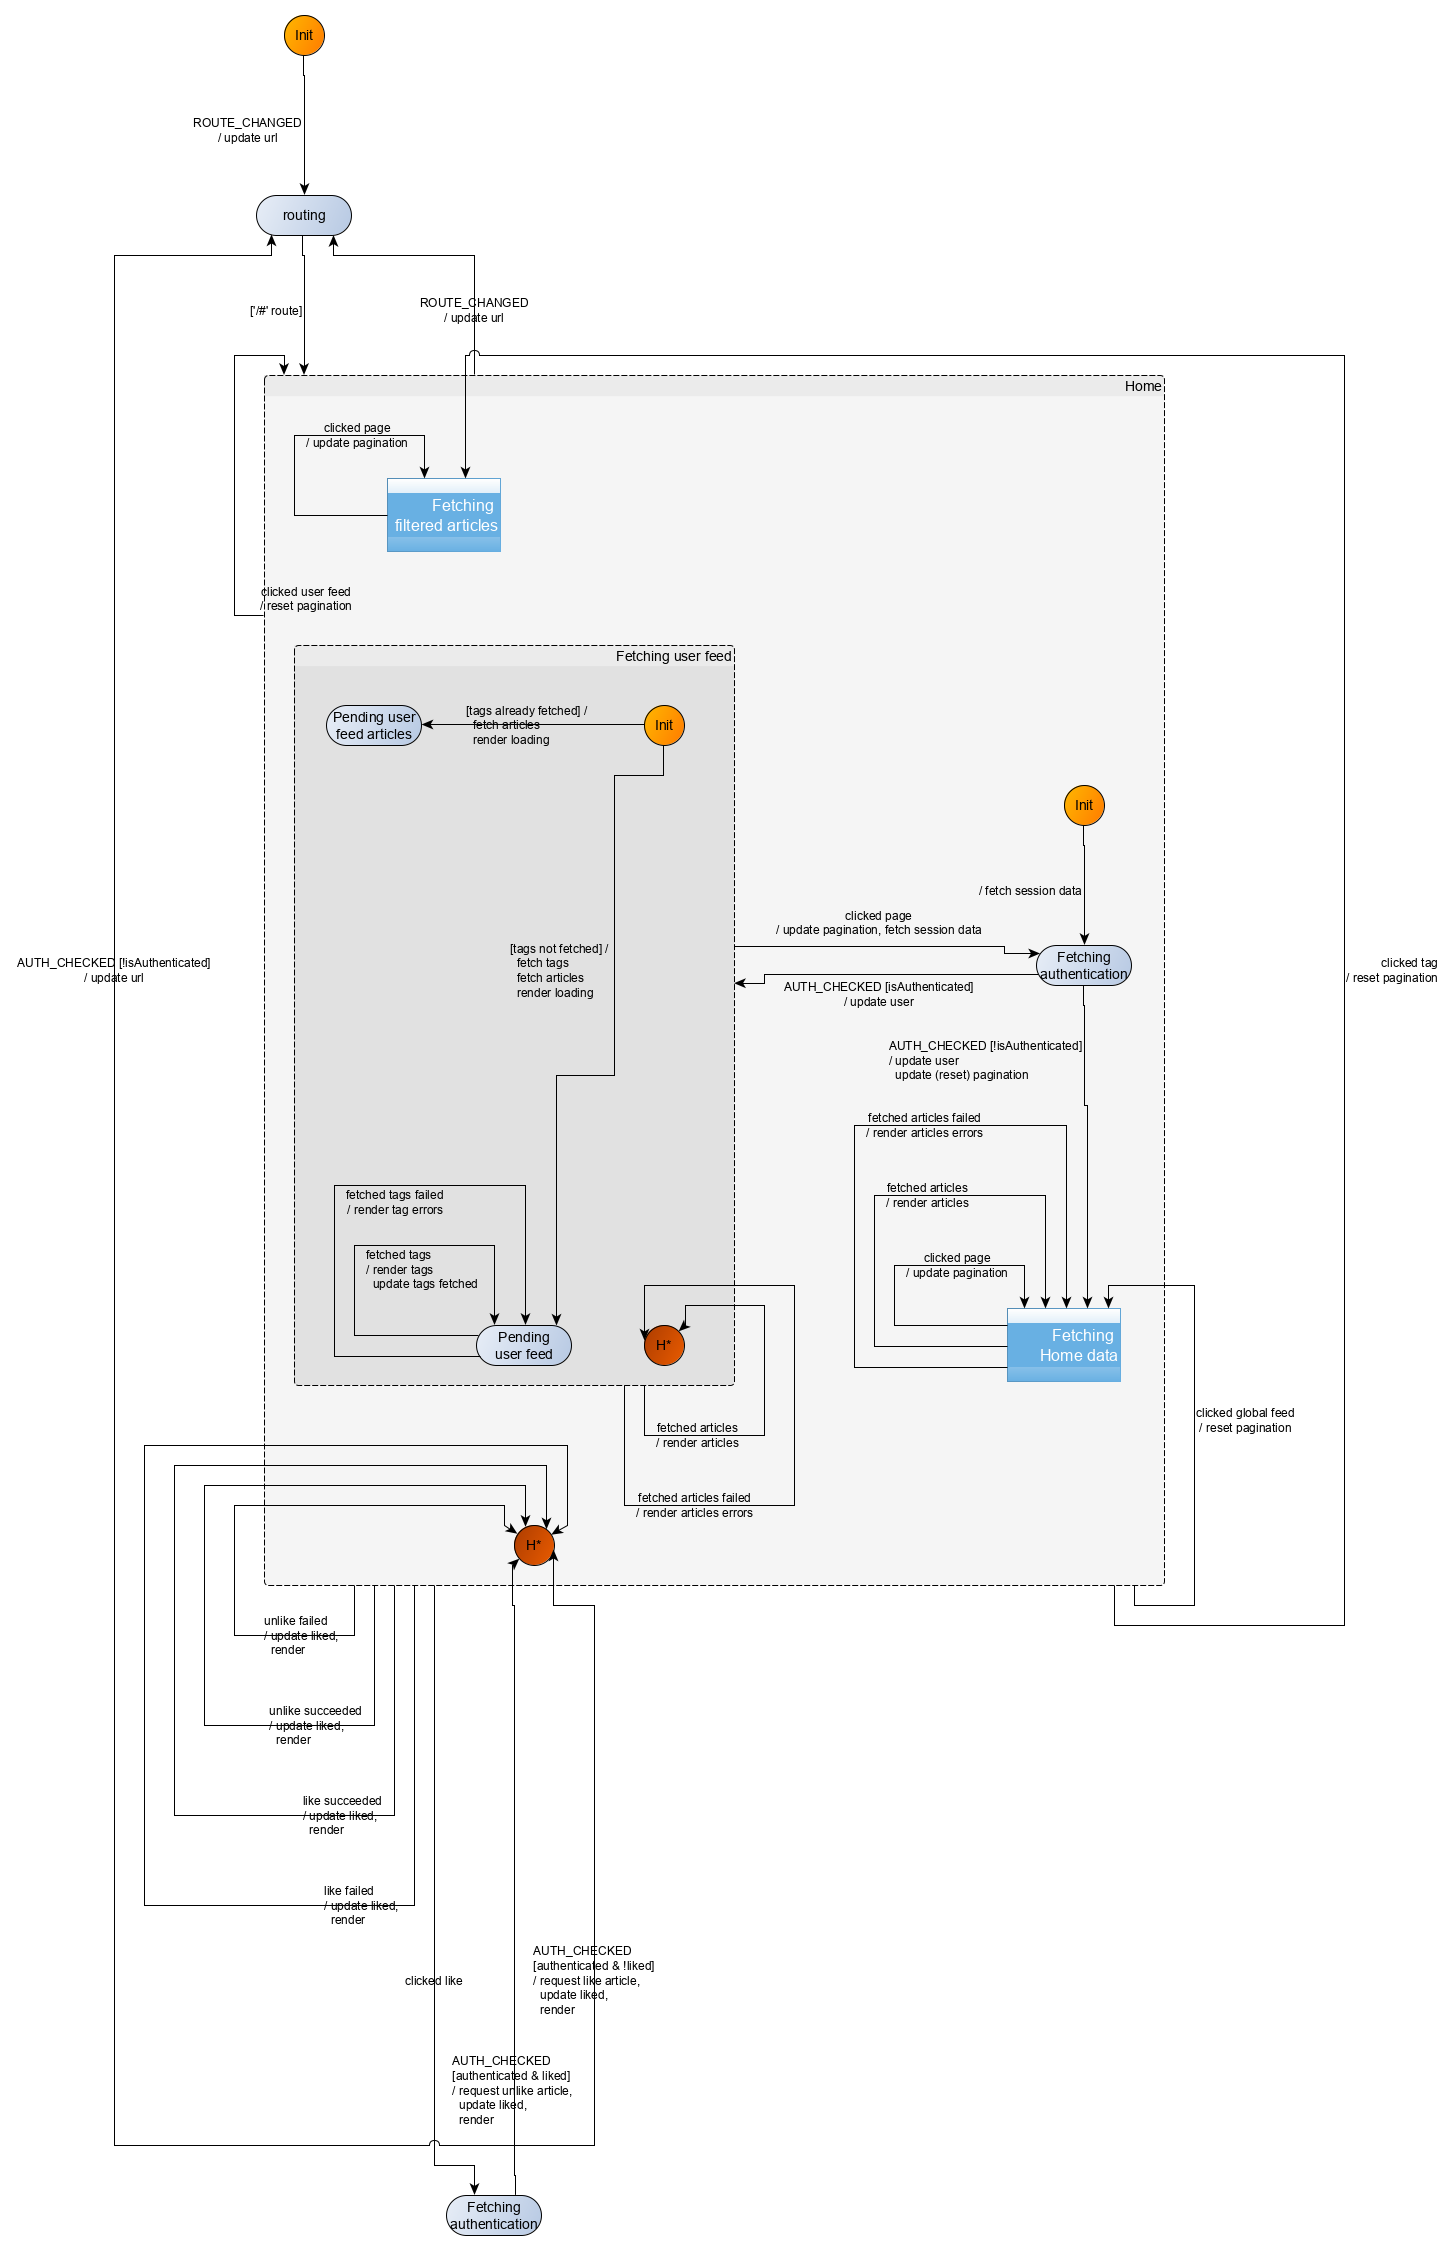 Init
ROUTE_CHANGED
/ update url
routing
['/#' route]
ROUTE_CHANGED
/ update url
Home
clicked page
/ update pagination
Fetching
filtered articles
clicked user feed
/ reset pagination
Fetching user feed
Pending user
feed articles
[tags already fetched] /
fetch articles
render loading
Init
Init
/ fetch session data
clicked page
/ update pagination, fetch session data
[tags not fetched] /
fetch tags
fetch articles
render loading
Fetching
authentication
AUTH_CHECKED [!isAuthenticated]
/ update url
clicked tag
/ reset pagination
AUTH_CHECKED [isAuthenticated]
/ update user
AUTH_CHECKED [!isAuthenticated]
/ update user
update (reset) pagination
fetched articles failed
/ render articles errors
fetched tags failed
/ render tag errors
fetched articles
/ render articles
fetched tags
/ render tags
update tags fetched
clicked page
/ update pagination
Pending
user feed
H*
Fetching
Home data
clicked global feed
/ reset pagination
fetched articles
/ render articles
fetched articles failed
/ render articles errors
H*
unlike failed
/ update liked,
render
unlike succeeded
/ update liked,
render
like succeeded
/ update liked,
render
like failed
/ update liked,
render
clicked like
AUTH_CHECKED
[authenticated & !liked]
/ request like article,
update liked,
render
AUTH_CHECKED
[authenticated & liked]
/ request unlike article,
update liked,
render
Fetching
authentication